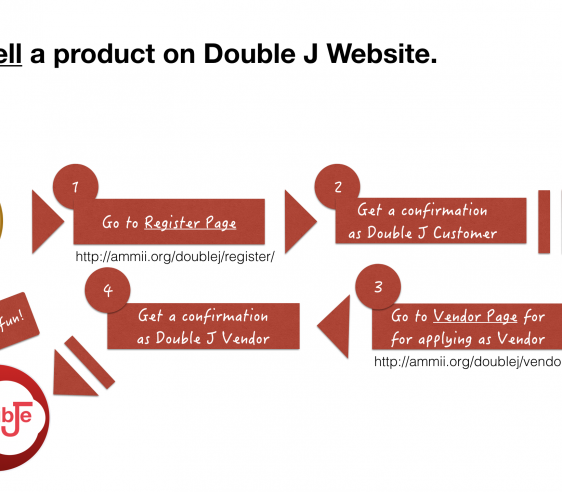 ell a product on Double J Website.
1
Go to Register Page
http://ammii.org/doublej/register/
2
Get a confirmation
as Double J Customer
3
Go to Vendor Page for
for applying as Vendor
http://ammii.org/doublej/vendo
4
Get a confirmation
as Double J Vendor
fun!